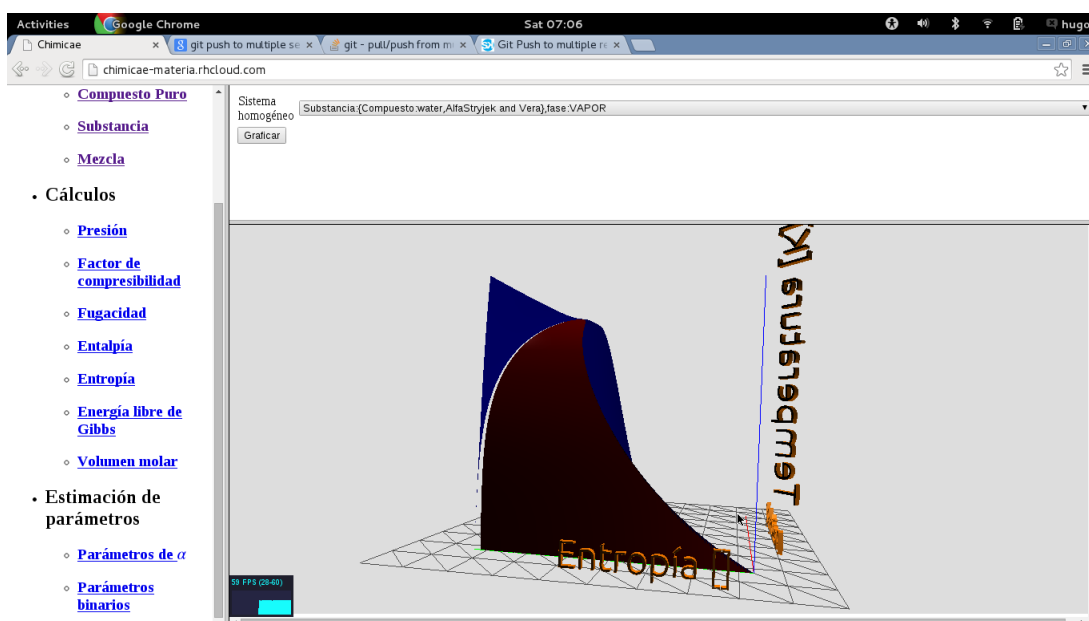 Activities Google Chrome Sat 07:06 hugo
Chimicae × git push to multiple se × git - pull/push from m × Git Push to multiple re ×
chimicae-materia.rhcloud.com
Compuesto Puro
Substancia
Mezcla
Cálculos
Presión
Factor de
compresibilidad
Fugacidad
Entalpía
Entropía
Energía libre de
Gibbs
Volumen molar
Estimación de
parámetros
Parámetros de α
Parámetros
binarios
Sistema
homogéneo
Substancia:{Compuesto:water,AlfaStryjek and Vera},fase:VAPOR
Graficar
Temperatura [K]
Entropía
59 FPS (28-60)